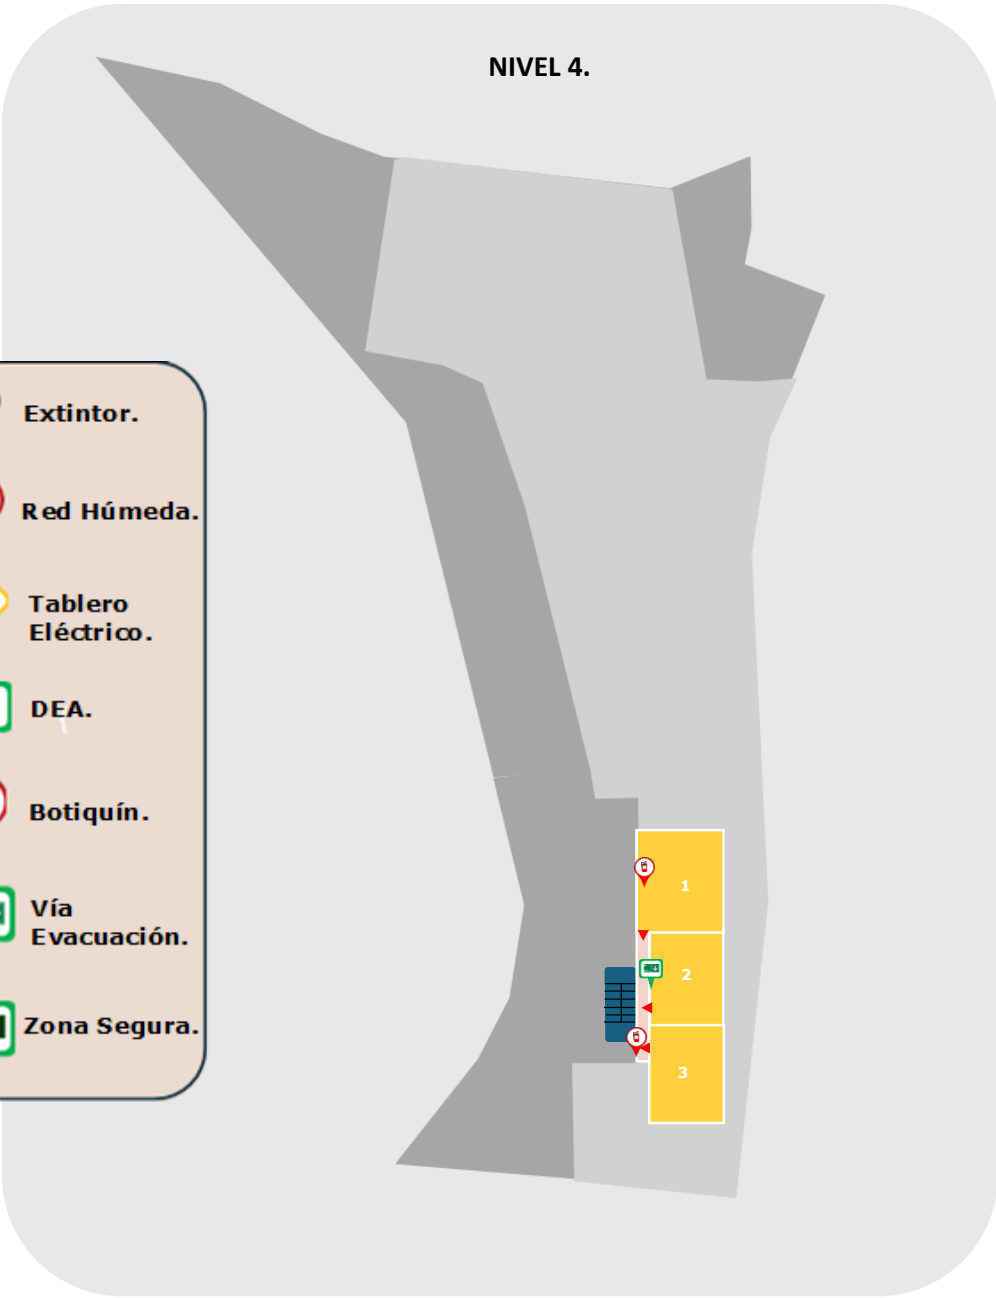 NIVEL 4.
Extintor.
Red Húmeda.
Tablero
Eléctrico.
DEA.
{
Botiquín.
Vía
Evacuación.
Zona Segura.
1
2
3